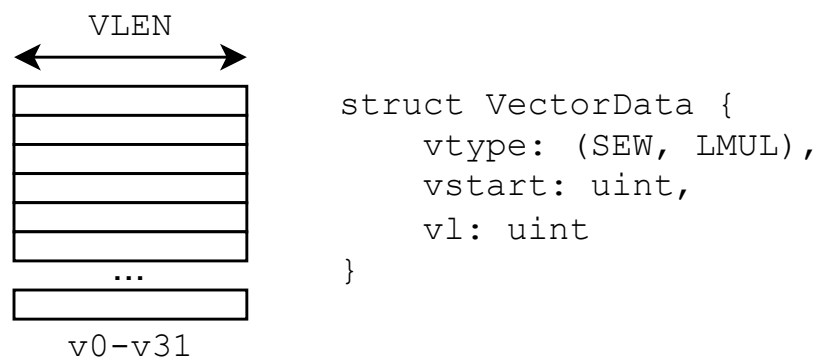 VLEN
...
v0-v31
struct VectorData {
    vtype: (SEW, LMUL),
    vstart: uint,
    vl: uint
}